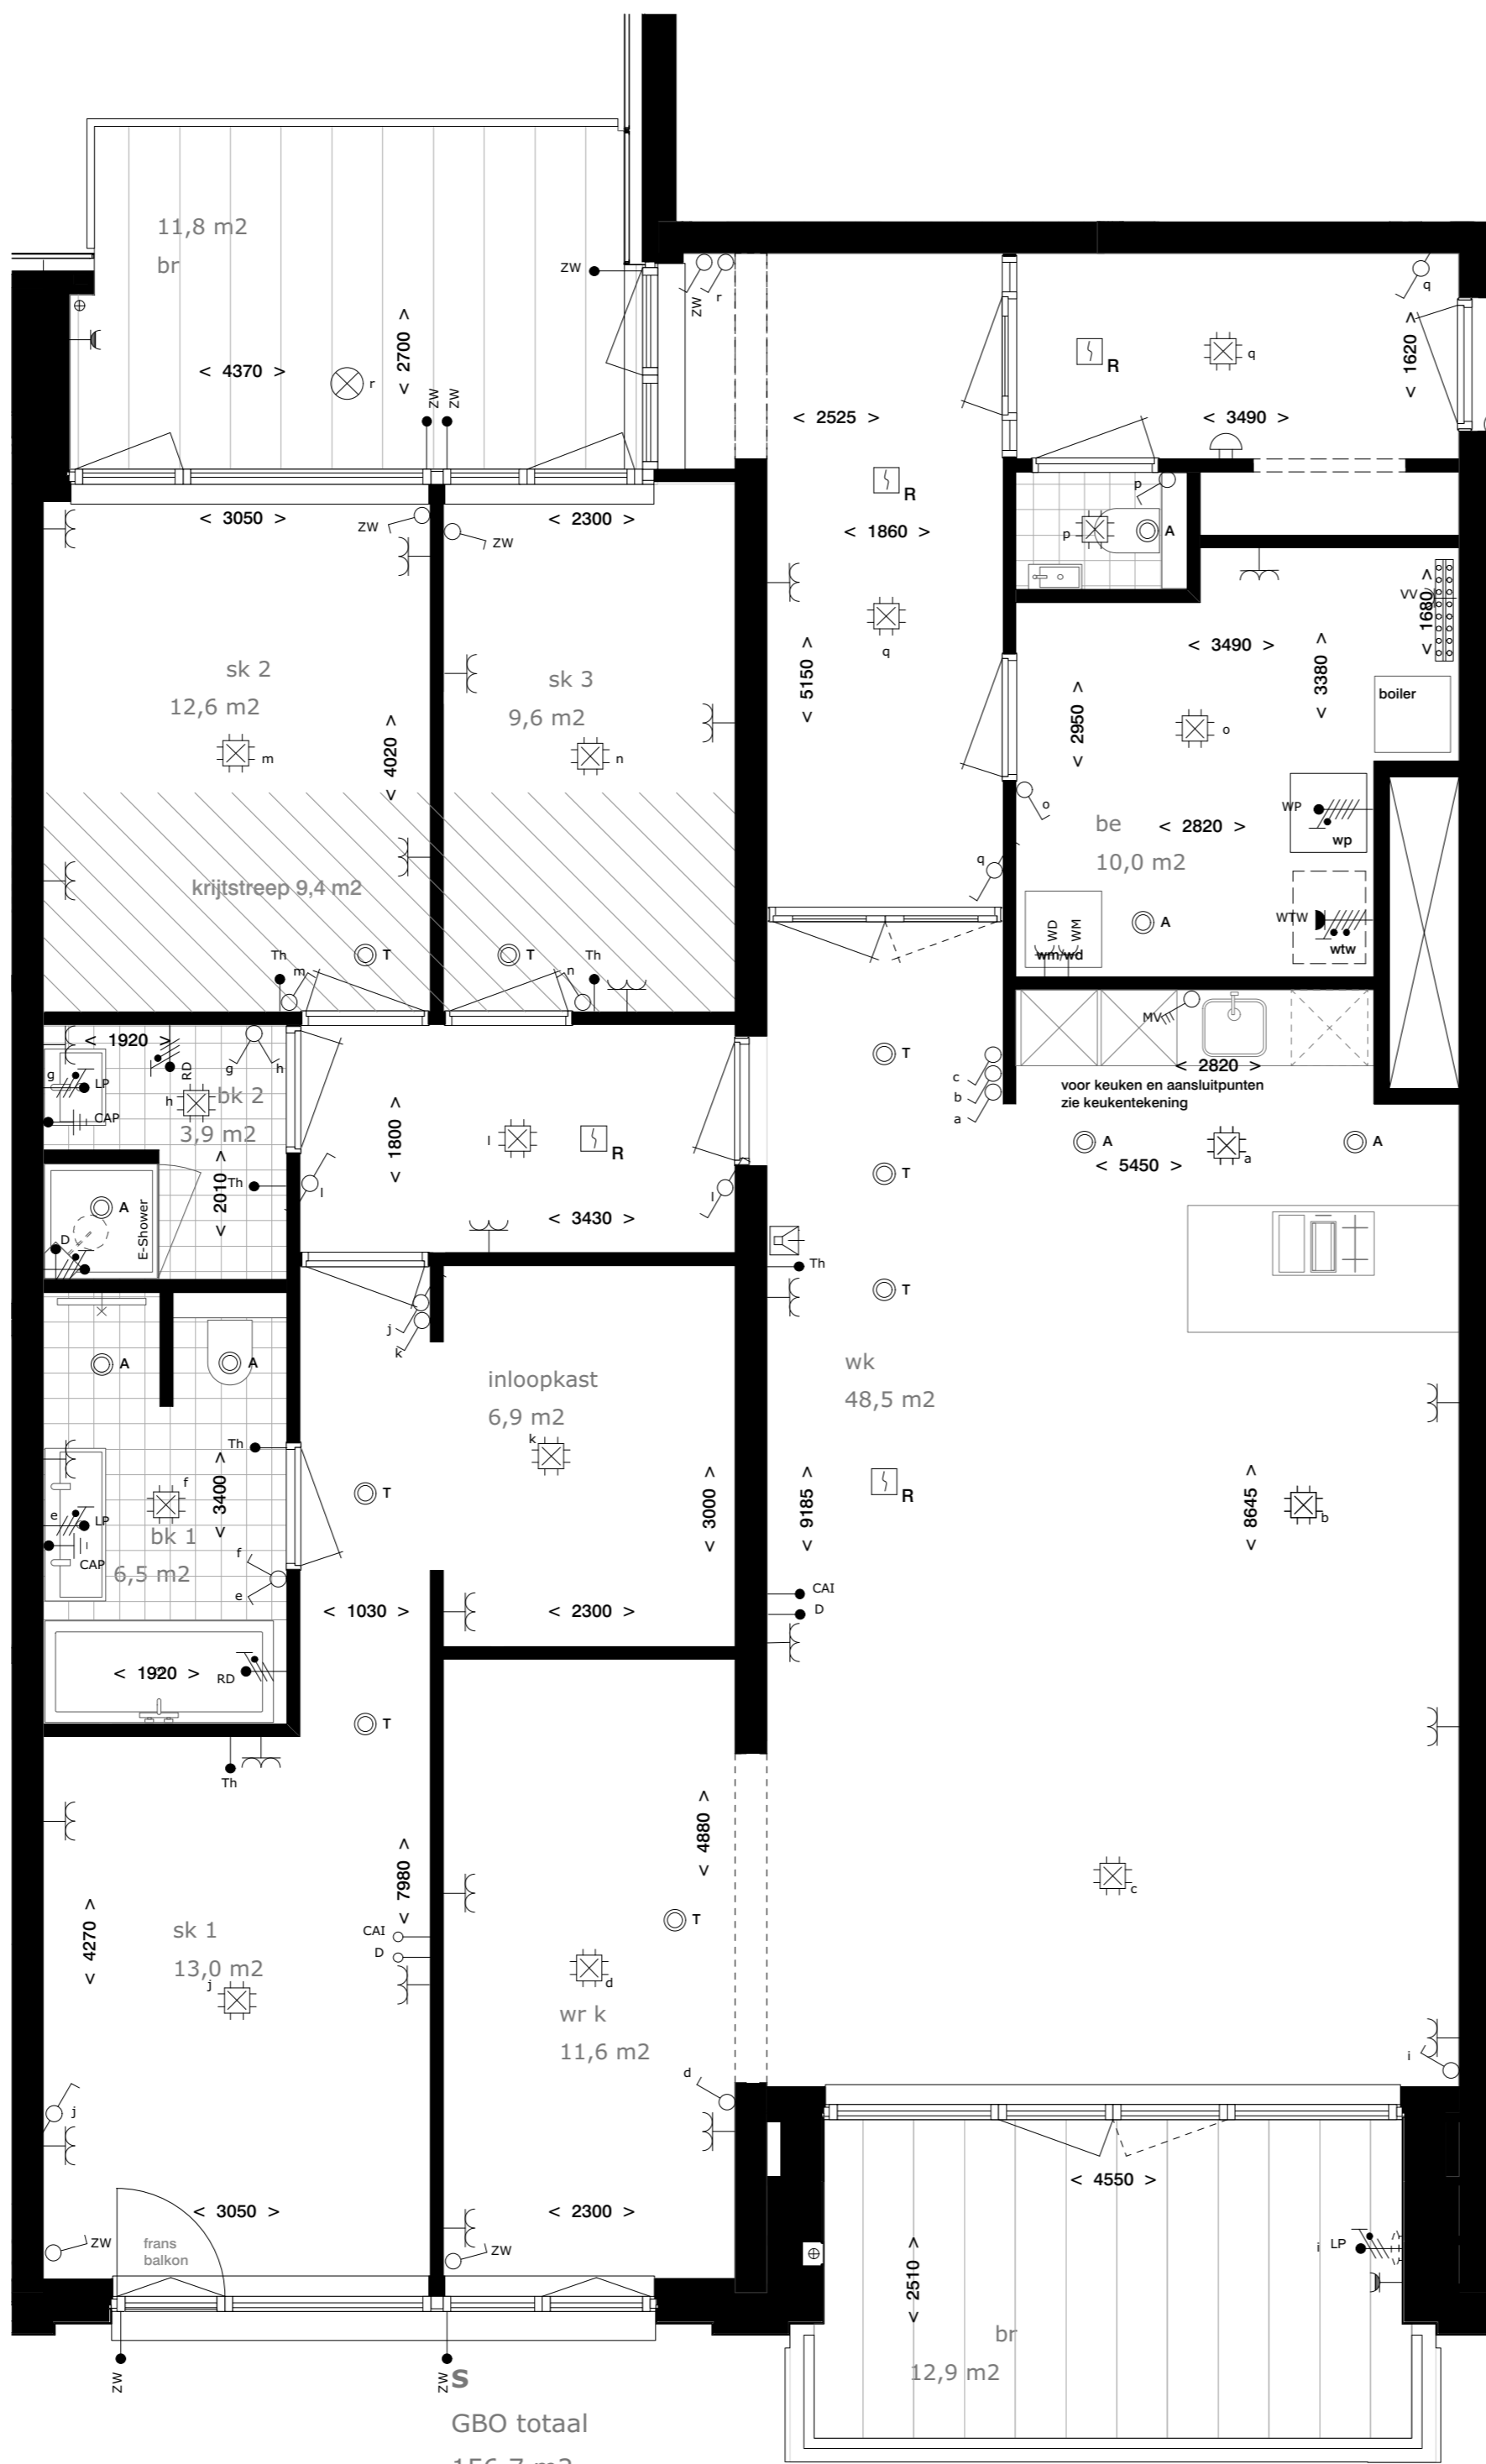 11,8 m2
br
ZW
< 4370 >
< 2700 >
r
ZW
ZW
ZW
r
q
R
q
< 1620 >
< 2525 >
< 3490 >
R
< 1860 >
p
p
A
q
< 5150 >
< 3050 >
ZW
< 2300 >
ZW
sk 2
12,6 m2
m
< 4020 >
sk 3
9,6 m2
n
krijtstreep 9,4 m2
Th
m
T
T
n
Th
VV
< 1680 >
< 3490 >
< 3380 >
boiler
< 2950 >
o
o
WP
wp
be
< 2820 >
10,0 m2
q
WTW
wtw
A
WD
WM
wm/wd
< 1920 >
RD
g
h
g
LP
h
bk 2
3,9 m2
CAP
Th
< 2010 >
A
E-Shower
D
< 1800 >
l
R
l
l
< 3430 >
T
c
b
a
MV
< 2820 >
voor keuken en aansluitpunten
zie keukentekening
A
a
A
< 5450 >
T
Th
T
j
k
A
A
inloopkast
6,9 m2
k
wk
48,5 m2
Th
< 3400 >
f
e
LP
bk 1
CAP
6,5 m2
f
e
T
< 3000 >
< 9185 >
R
< 8645 >
b
CAI
D
< 1030 >
< 2300 >
< 1920 >
RD
T
Th
< 4880 >
< 7980 >
< 4270 >
sk 1
13,0 m2
j
CAI
D
T
d
wr k
11,6 m2
c
d
i
j
< 3050 >
< 2300 >
ZW
frans
balkon
ZW
< 4550 >
i
LP
< 2510 >
br
12,9 m2
ZW
ZW
S
GBO totaal
156,7 m2